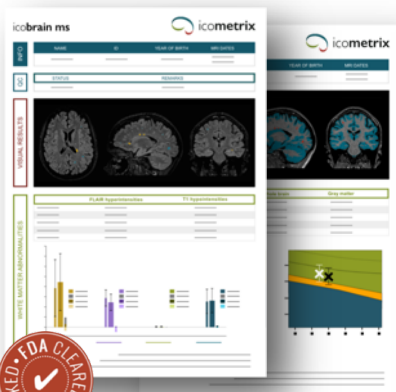 icobrain ms
icometrix
INFO
NAME
ID
YEAR OF BIRTH
MRI DATES
QC
STATUS
REMARKS
VISUAL RESULTS
WHITE MATTER ABNORMALITIES
FLAIR hyperintensities
T1 hypointensities
FDA CLEARED
icometrix
YEAR OF BIRTH
MRI DATES
Gray matter